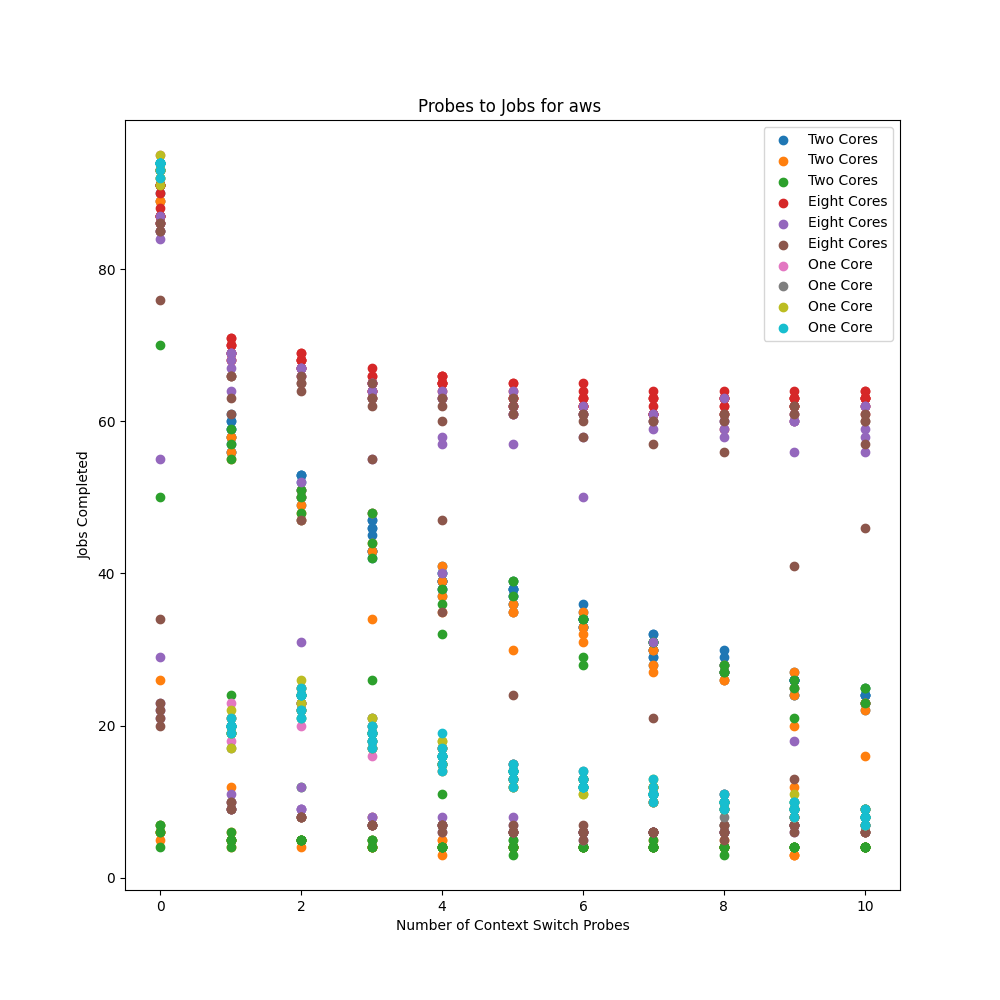 Probes to Jobs for aws
Two Cores
Two Cores
Two Cores
Eight Cores
Eight Cores
Eight Cores
One Core
One Core
One Core
One Core
80
60
40
20
0
Jobs Completed
0 2 4 6 8 10
Number of Context Switch Probes